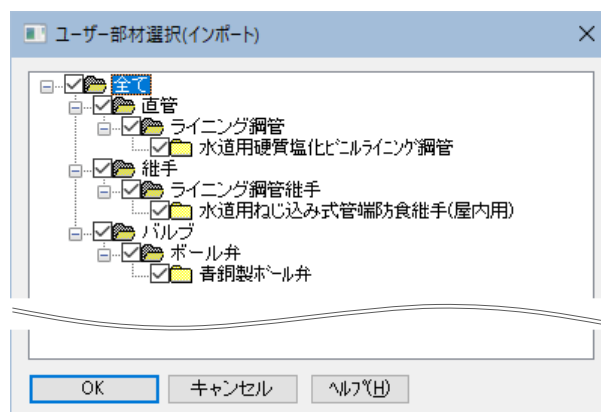 ユーザー部材選択(インポート)
全て
直管
ライニング鋼管
水道用硬質塩化ﾋﾞﾆﾙﾗｲﾆﾝｸﾞ鋼管
継手
ライニング鋼管継手
水道用ねじ込み式管端防食継手(屋内用)
バルブ
ボール弁
青銅製ﾎﾞｰﾙ弁
OK
キャンセル
ﾍﾙﾌﾟ(H)